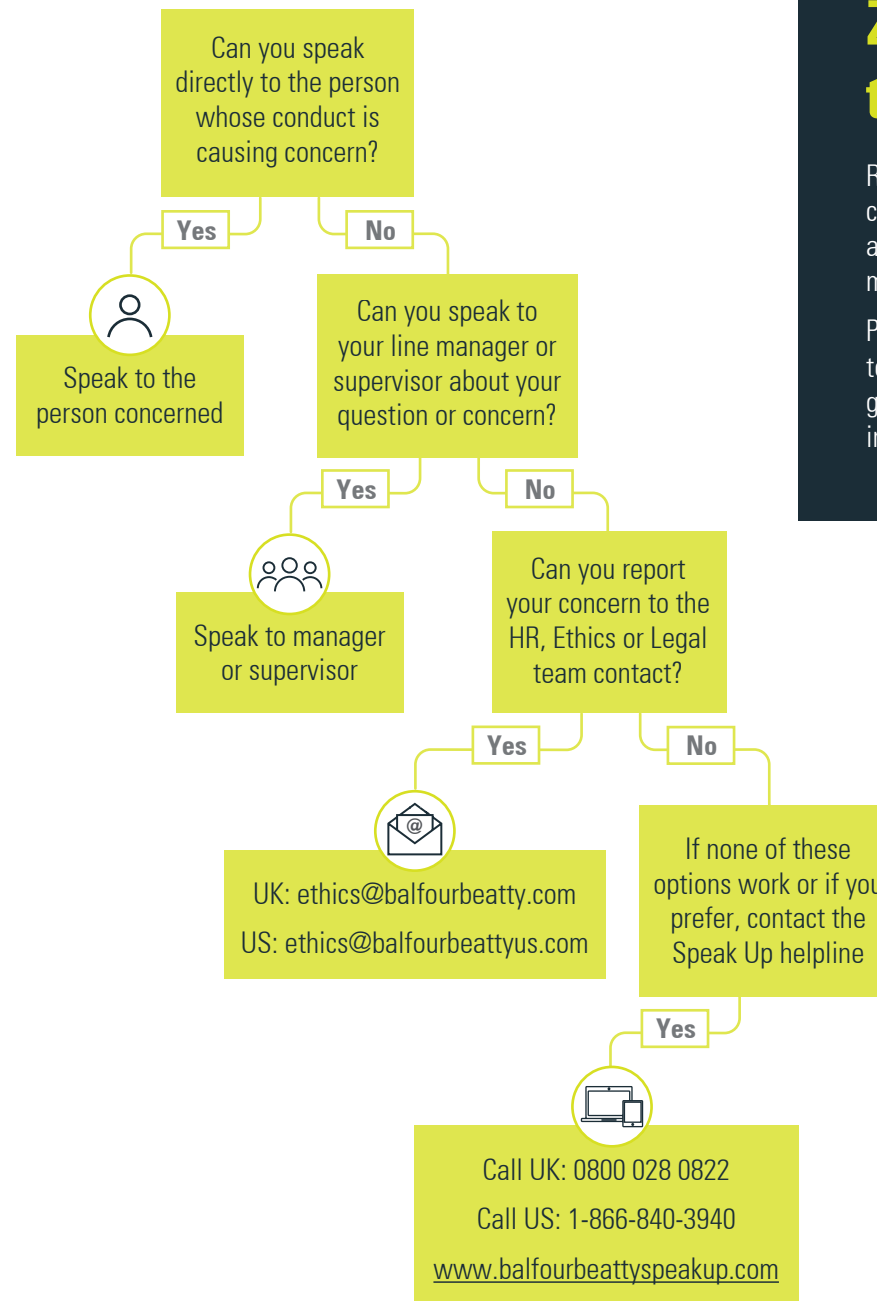 Can you speak
directly to the person
whose conduct is
causing concern?
Yes
No
Speak to the
person concerned
Can you speak to
your line manager or
supervisor about your
question or concern?
Yes
No
Speak to manager
or supervisor
Can you report
your concern to the
HR, Ethics or Legal
team contact?
Yes
No
@
UK: ethics@balfourbeatty.com
US: ethics@balfourbeattyus.com
If none of these
options work or if you
prefer, contact the
Speak Up helpline
Yes
Call UK: 0800 028 0822
Call US: 1-866-840-3940
www.balfourbeattyspeakup.com